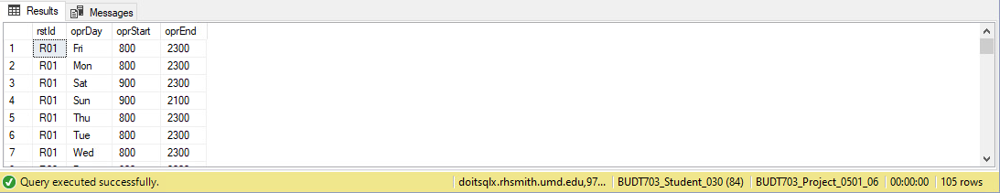 Results Messages
rstId oprDay oprStart oprEnd
1 R01 Fri 800 2300
2 R01 Mon 800 2300
3 R01 Sat 900 2300
4 R01 Sun 900 2100
5 R01 Thu 800 2300
6 R01 Tue 800 2300
7 R01 Wed 800 2300
Query executed successfully. doitsqlx.rhsmith.umd.edu,97... BUDT703_Student_030 (84) BUDT703_Project_0501_06 00:00:00 105 rows